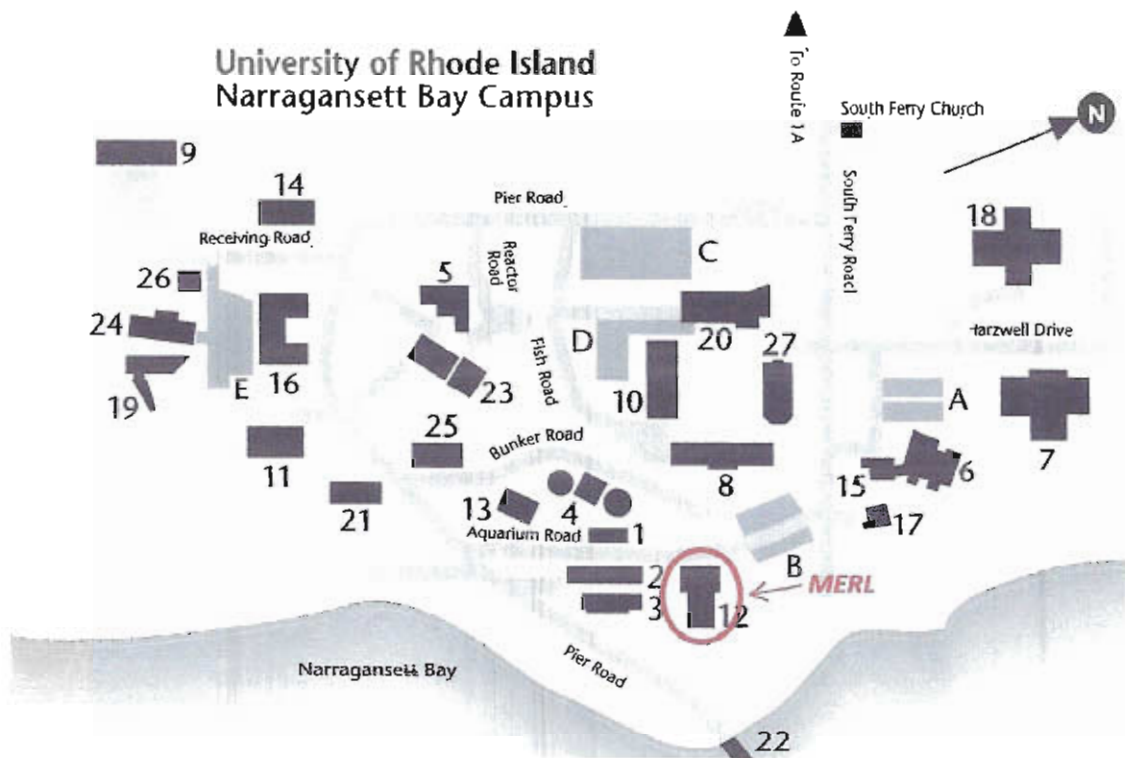 University of Rhode Island
Narragansett Bay Campus
To Route 1A
South Ferry Church
N
9
14
Pier Road
18
Receiving Road
Reactor
Road
C
South Ferry Road
26
5
24
D
20
27
Harzwell Drive
E
16
Fish Road
19
23
10
A
25
Bunker Road
11
8
7
15
6
21
13
4
17
Aquarium Road
1
B
2
MERL
3
12
Narragansett Bay
Pier Road
22